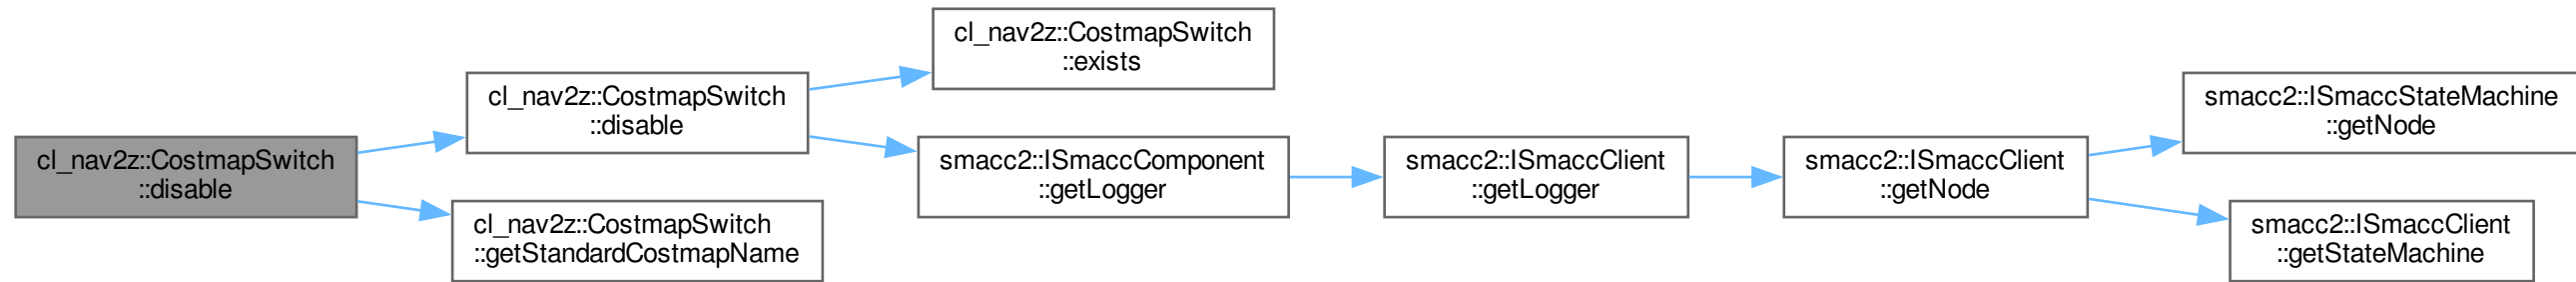 cl_nav2z::CostmapSwitch
::disable
cl_nav2z::CostmapSwitch
::disable
cl_nav2z::CostmapSwitch
::getStandardCostmapName
cl_nav2z::CostmapSwitch
::exists
smacc2::ISmaccComponent
::getLogger
smacc2::ISmaccClient
::getLogger
smacc2::ISmaccClient
::getNode
smacc2::ISmaccStateMachine
::getNode
smacc2::ISmaccClient
::getStateMachine